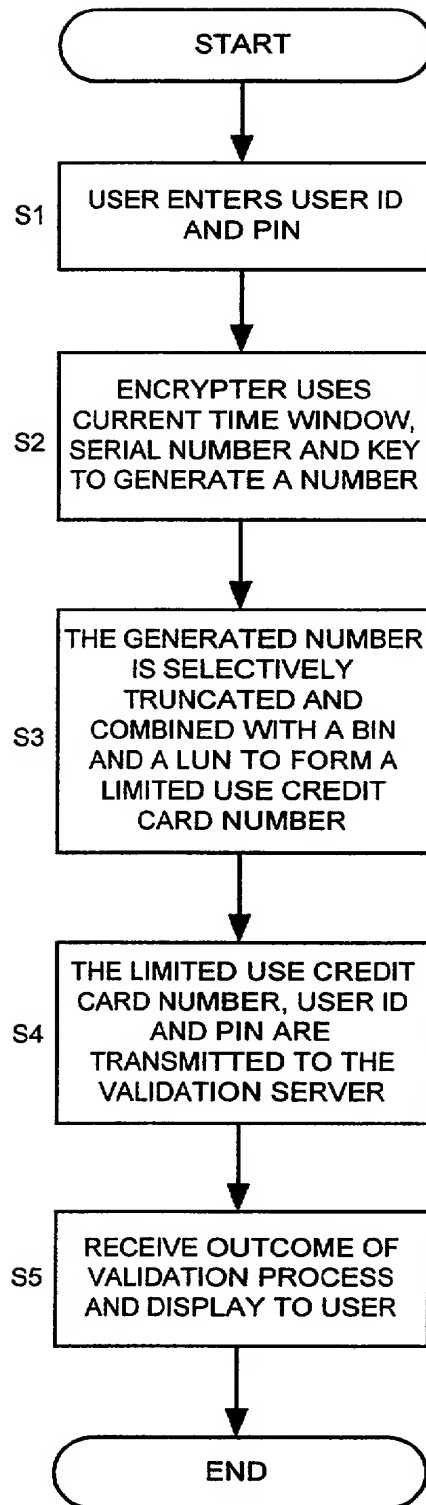 START
S1
USER ENTERS USER ID
AND PIN
S2
ENCRYPTER USES
CURRENT TIME WINDOW,
SERIAL NUMBER AND KEY
TO GENERATE A NUMBER
S3
THE GENERATED NUMBER
IS SELECTIVELY
TRUNCATED AND
COMBINED WITH A BIN
AND A LUN TO FORM A
LIMITED USE CREDIT
CARD NUMBER
S4
THE LIMITED USE CREDIT
CARD NUMBER, USER ID
AND PIN ARE
TRANSMITTED TO THE
VALIDATION SERVER
S5
RECEIVE OUTCOME OF
VALIDATION PROCESS
AND DISPLAY TO USER
END